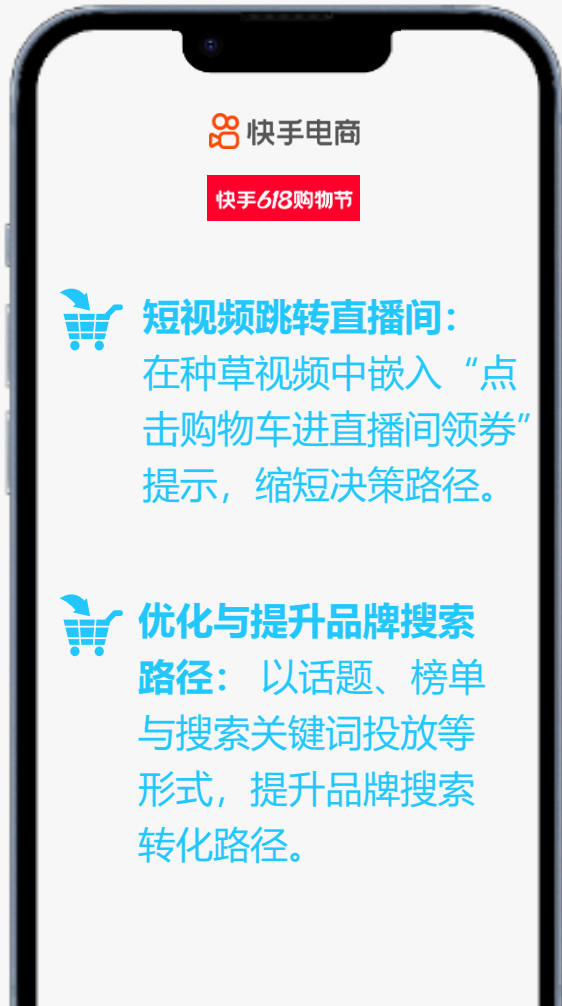 快手电商
快手618购物节
短视频跳转直播间：
在种草视频中嵌入“点
击购物车进直播间领券”
提示，缩短决策路径。
优化与提升品牌搜索
路径： 以话题、榜单
与搜索关键词投放等
形式，提升品牌搜索
转化路径。